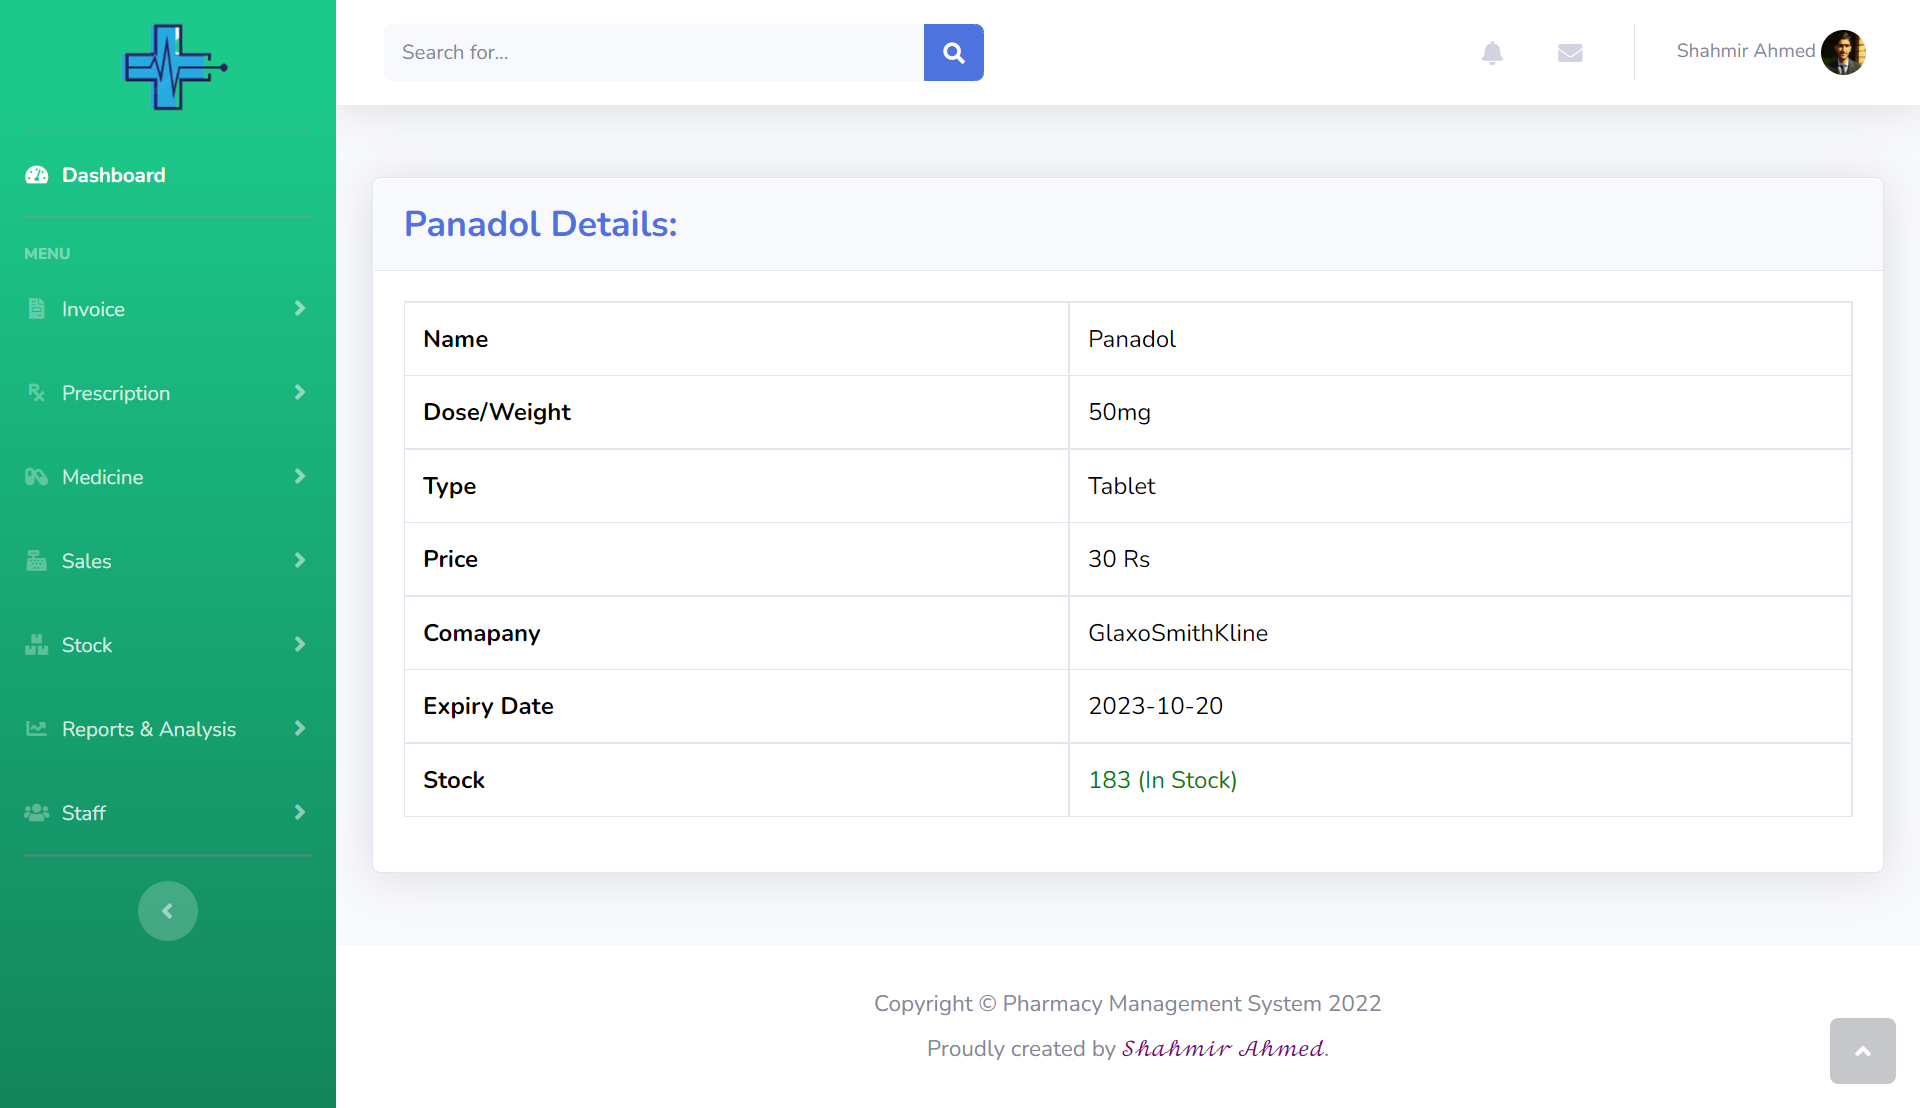 Search for...
Shahmir Ahmed
Dashboard
MENU
Invoice
Prescription
Medicine
Sales
Stock
Reports & Analysis
Staff
Panadol Details:
Name Panadol
Dose/Weight 50mg
Type Tablet
Price 30 Rs
Comapany GlaxoSmithKline
Expiry Date 2023-10-20
Stock 183 (In Stock)
Copyright © Pharmacy Management System 2022
Proudly created by Shahmir Ahmed.